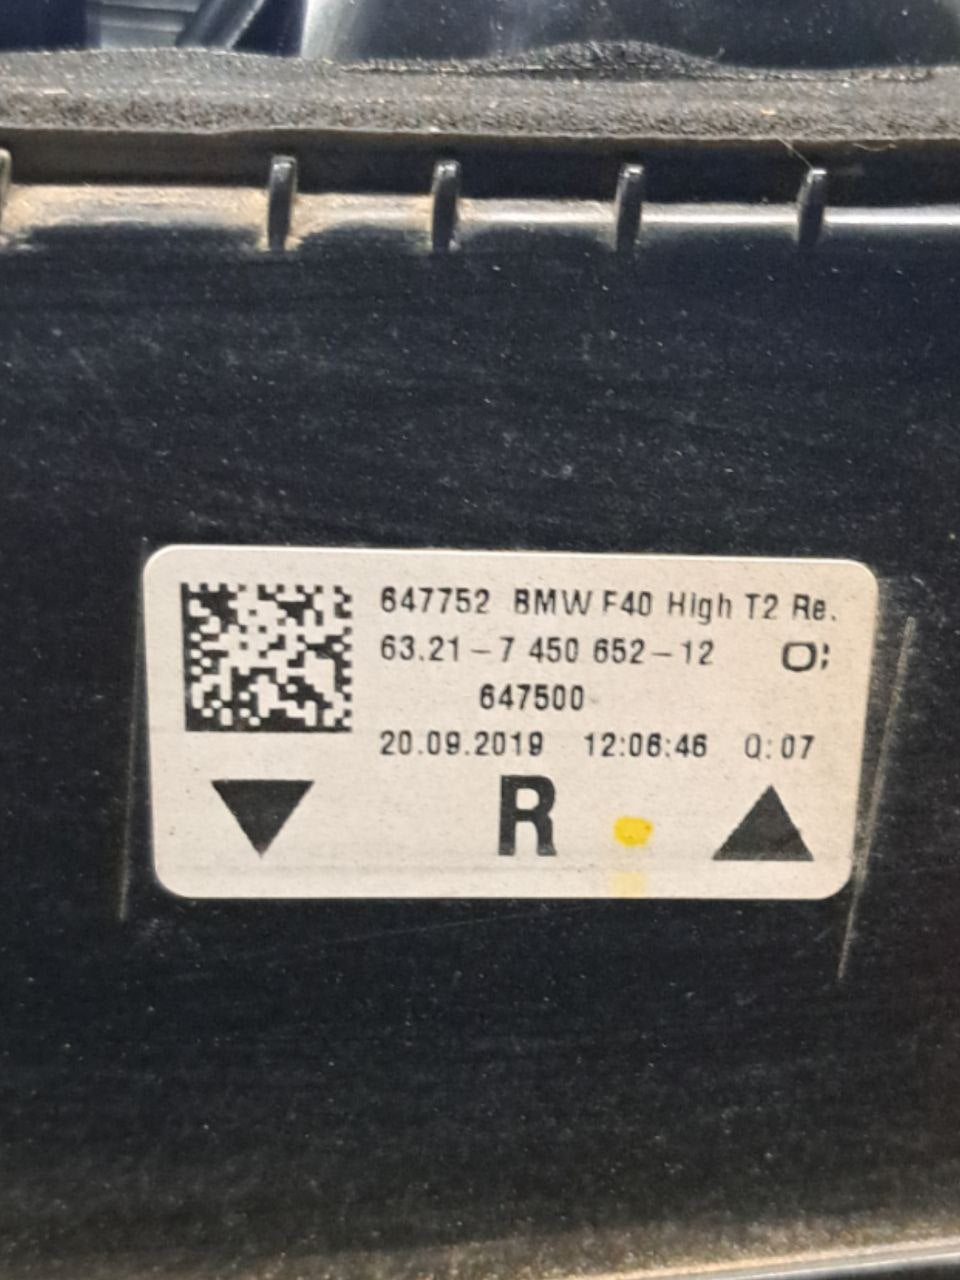 647752 BMW F40 High T2 Re.
63.21-7 450 652-12
647500
20.09.2019 12:06:46 Q:07
R